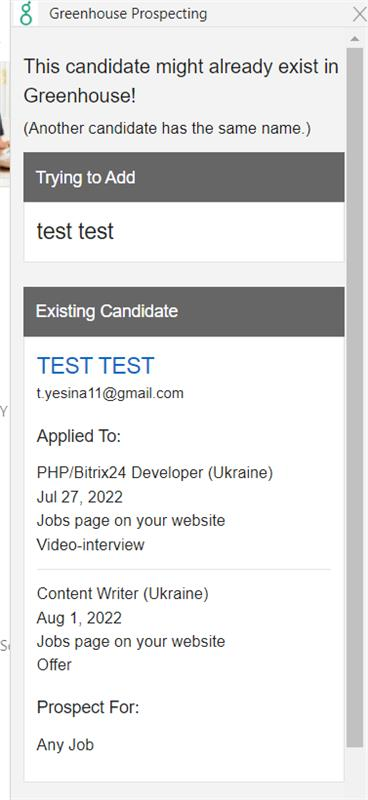 Greenhouse Prospecting
This candidate might already exist in
Greenhouse!
(Another candidate has the same name.)
Trying to Add
test test
Existing Candidate
TEST TEST
t.yesina11@gmail.com
Applied To:
PHP/Bitrix24 Developer (Ukraine)
Jul 27, 2022
Jobs page on your website
Video-interview
Content Writer (Ukraine)
Aug 1, 2022
Jobs page on your website
Offer
Prospect For:
Any Job